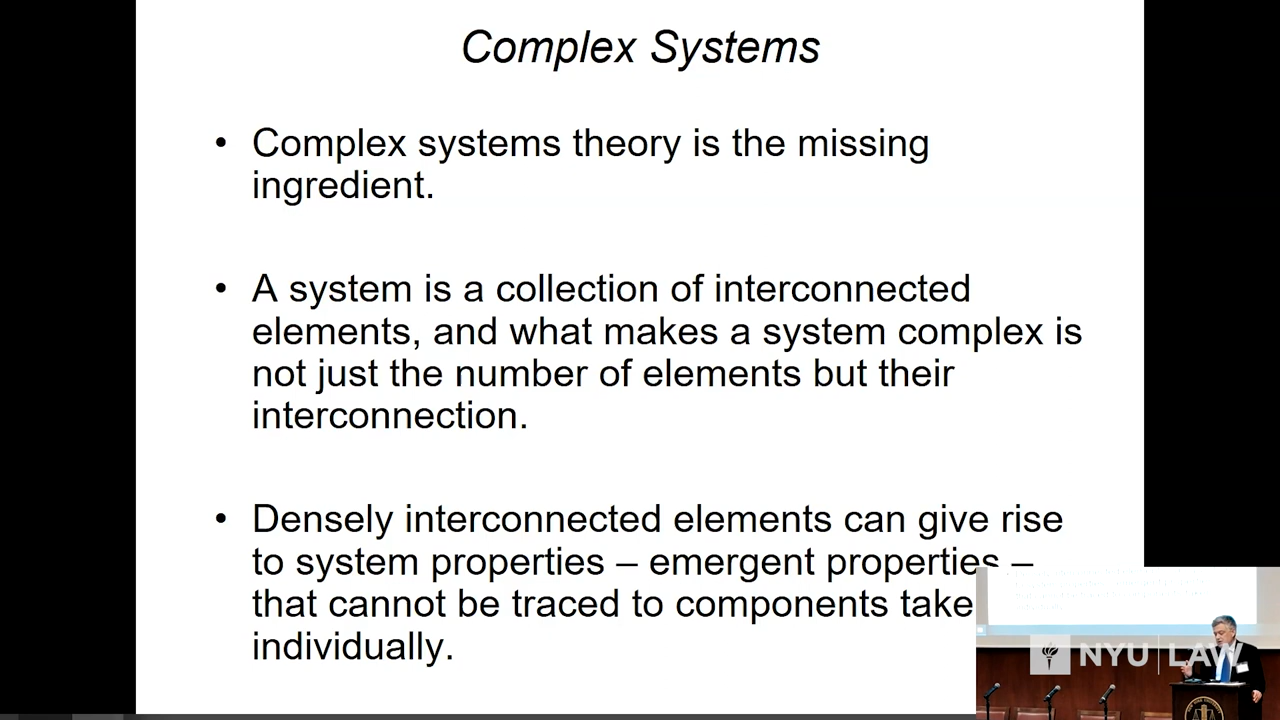 Complex Systems
• Complex systems theory is the missing
ingredient.
• A system is a collection of interconnected
elements, and what makes a system complex is
not just the number of elements but their
interconnection.
• Densely interconnected elements can give rise
to system properties – emergent properties –
that cannot be traced to components take
individually.
NYU LAW